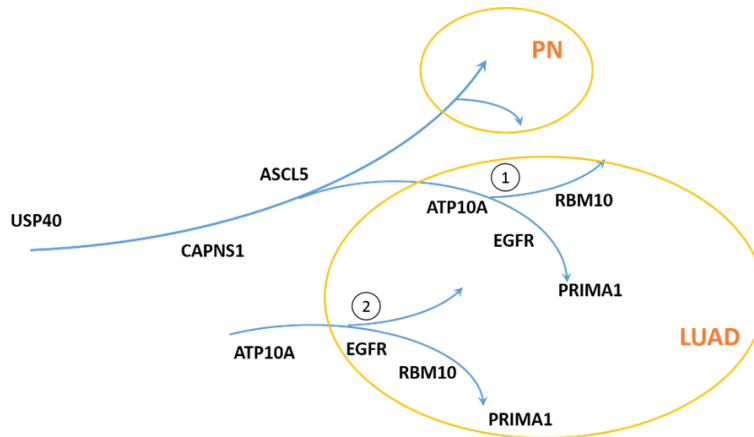 PN
ASCL5
1
ATP10A
RBM10
USP40
CAPNS1
EGFR
PRIMA1
2
ATP10A
EGFR
LUAD
RBM10
PRIMA1